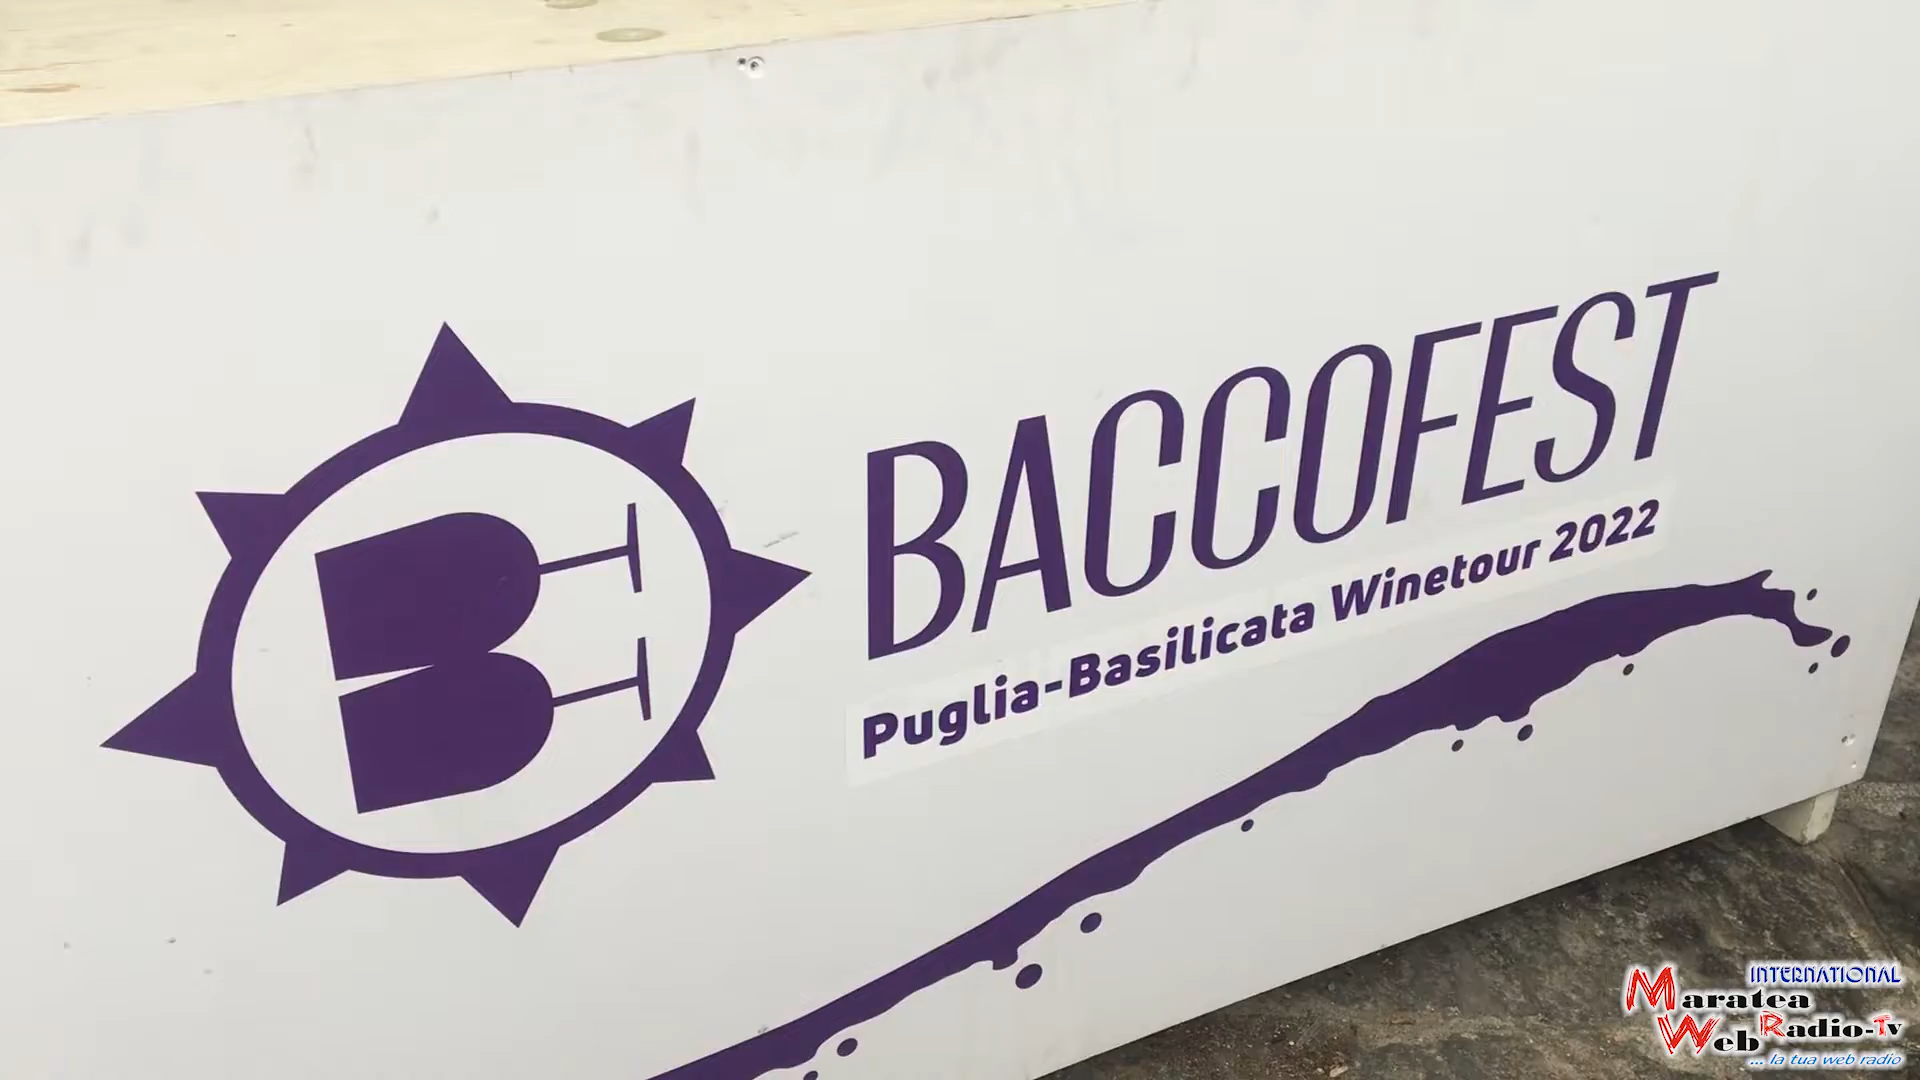 BACCOFEST
Puglia-Basilicata Winetour 2022
INTERNATIONAL
Maratea
Web Radio-Tv
... la tua web radio